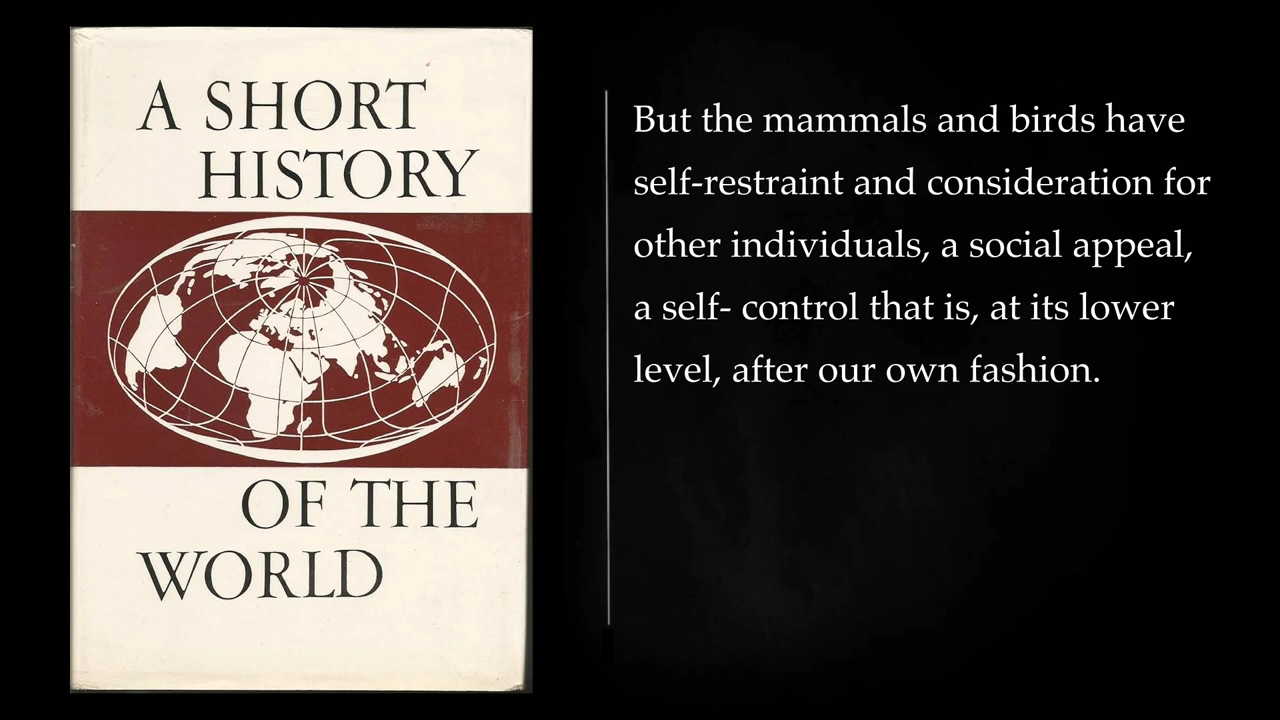 A SHORT
HISTORY
OF THE
WORLD
But the mammals and birds have
self-restraint and consideration for
other individuals, a social appeal,
a self- control that is, at its lower
level, after our own fashion.